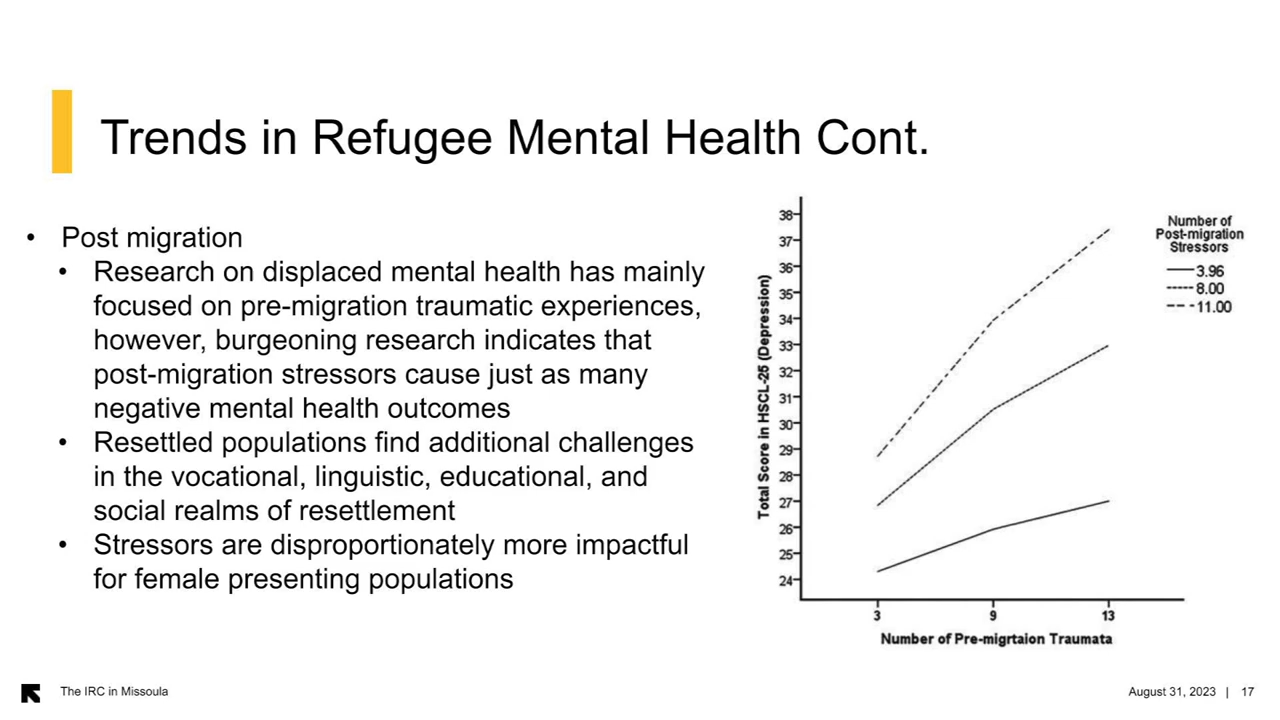 Trends in Refugee Mental Health Cont.
• Post migration
• Research on displaced mental health has mainly
focused on pre-migration traumatic experiences,
however, burgeoning research indicates that
post-migration stressors cause just as many
negative mental health outcomes
• Resettled populations find additional challenges
in the vocational, linguistic, educational, and
social realms of resettlement
• Stressors are disproportionately more impactful
for female presenting populations
Total Score in HSCL-25 (Depression)
38
37
36
35
34
33
32
31
30
29
28
27
26
25
24
3 9 13
Number of Pre-migrtaion Traumata
Number of
Post-migration
Stressors
3.96
8.00
11.00
The IRC in Missoula
August 31, 2023 | 17